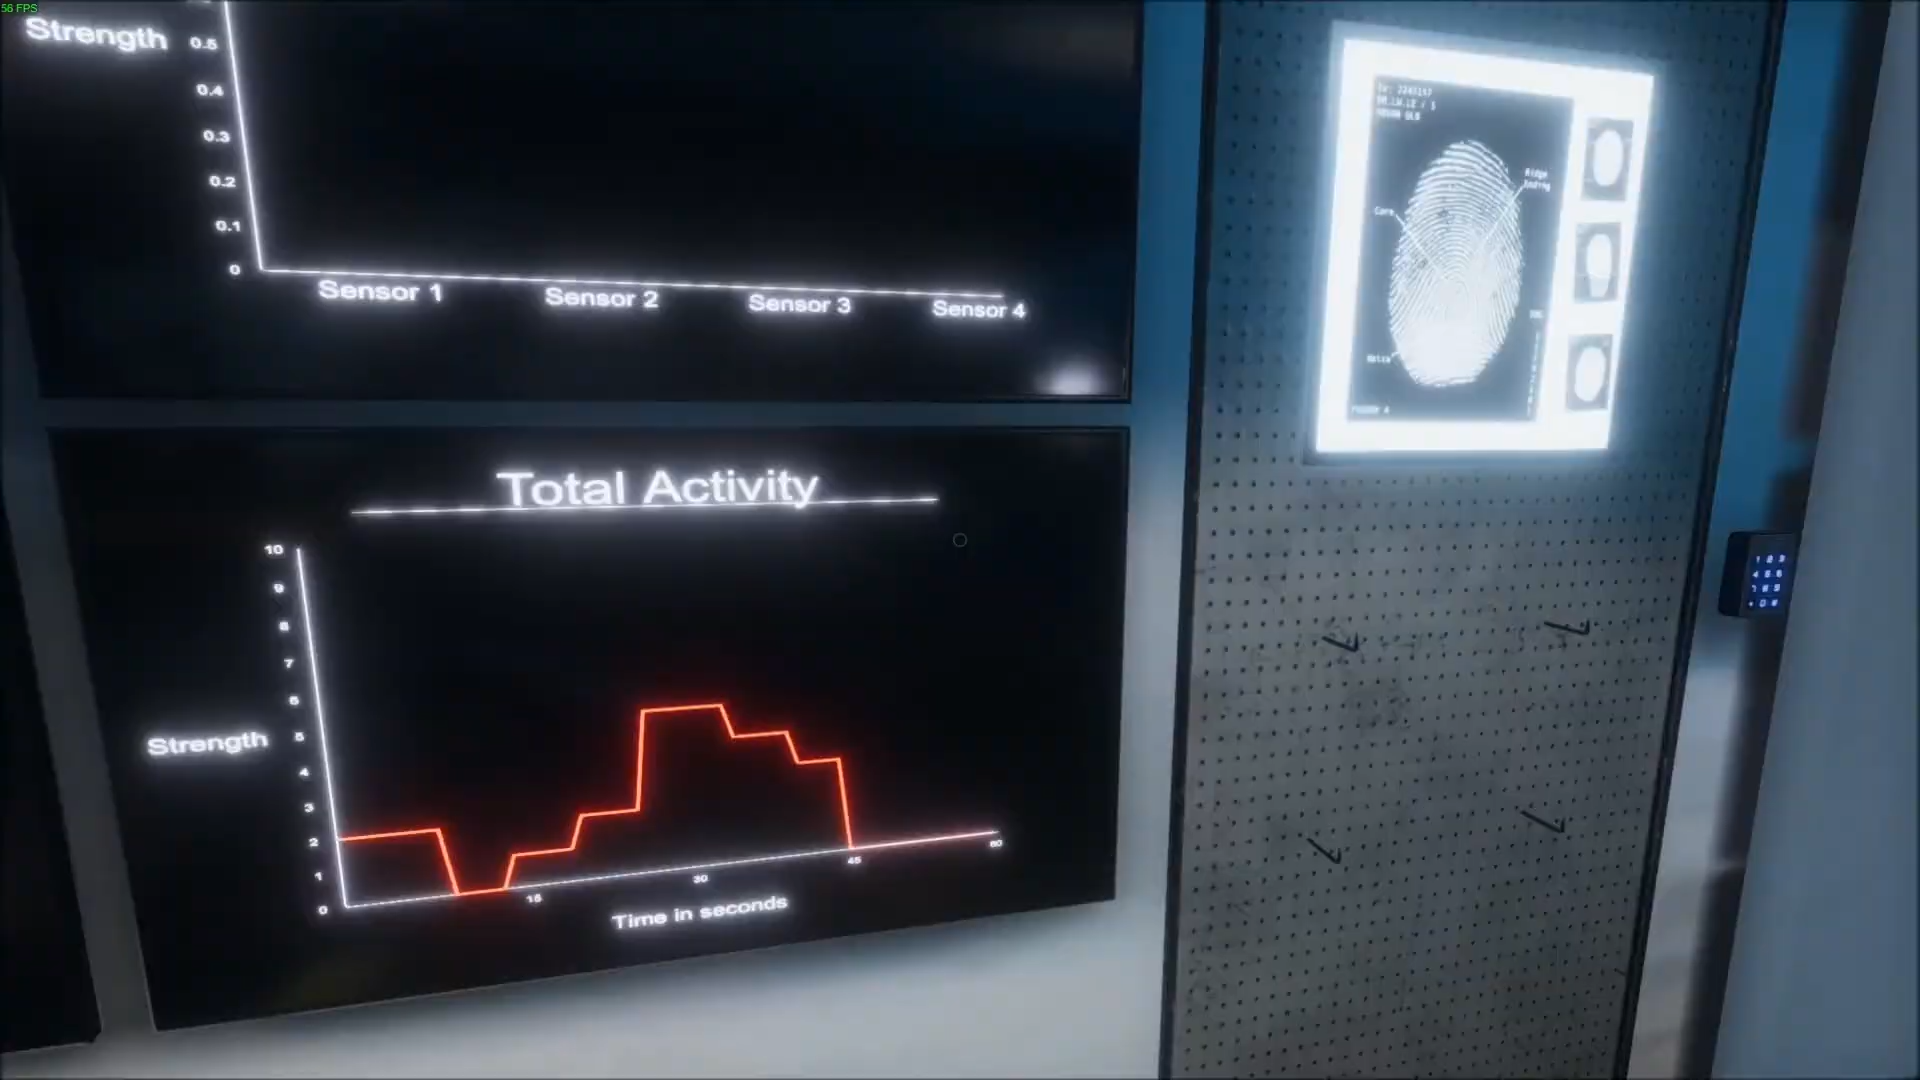 56 FPS
Strength
0.5
0.4
0.3
0.2
0.1
0
Sensor 1 Sensor 2 Sensor 3 Sensor 4
Total Activity
10
9
8
7
6
5
4
3
2
1
0
Strength
15 30 45 60
Time in seconds
Ridge
Ending
Core